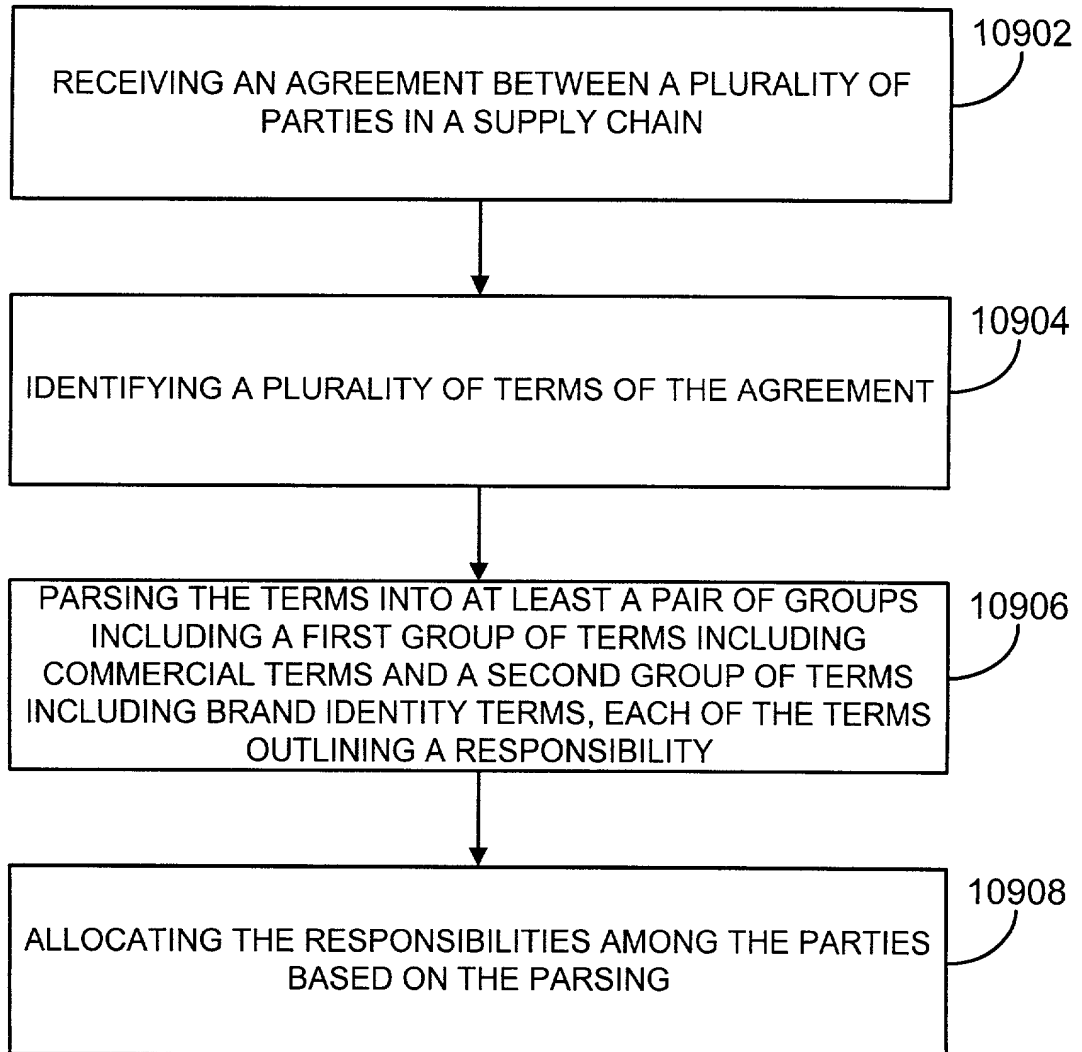 10902
RECEIVING AN AGREEMENT BETWEEN A PLURALITY OF
PARTIES IN A SUPPLY CHAIN
10904
IDENTIFYING A PLURALITY OF TERMS OF THE AGREEMENT
10906
PARSING THE TERMS INTO AT LEAST A PAIR OF GROUPS
INCLUDING A FIRST GROUP OF TERMS INCLUDING
COMMERCIAL TERMS AND A SECOND GROUP OF TERMS
INCLUDING BRAND IDENTITY TERMS, EACH OF THE TERMS
OUTLINING A RESPONSIBILITY
10908
ALLOCATING THE RESPONSIBILITIES AMONG THE PARTIES
BASED ON THE PARSING